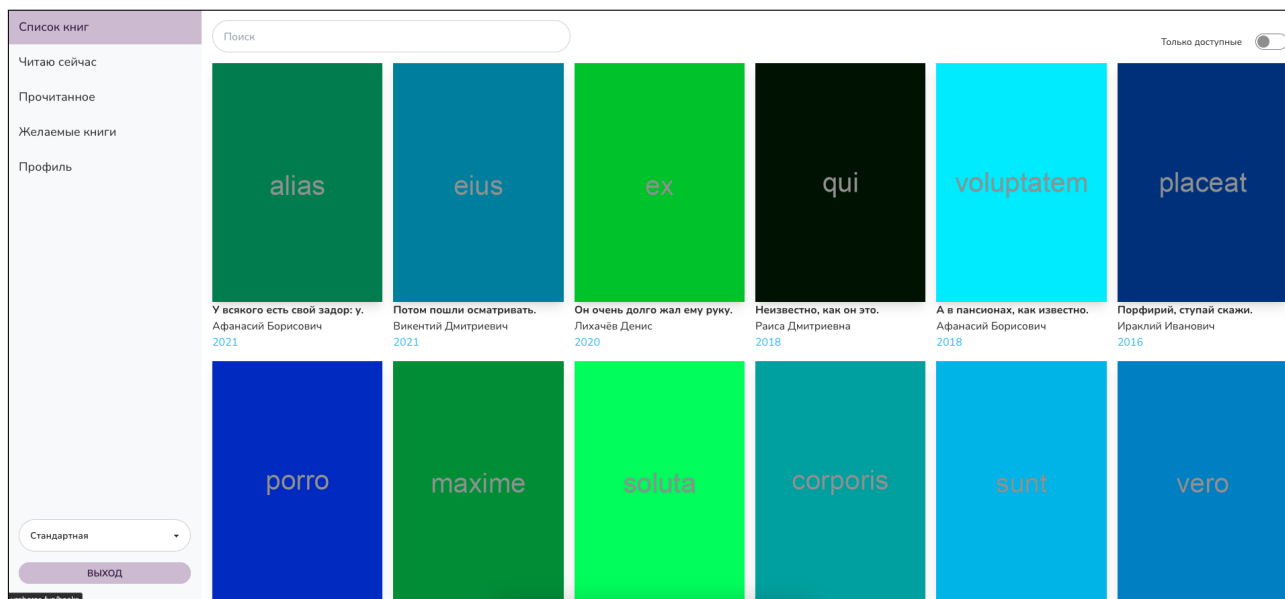 Список книг
Читаю сейчас
Прочитанное
Желаемые книги
Профиль
Стандартная
ВЫХОД
Поиск
Только доступные
alias
eius
ex
qui
voluptatem
placeat
У всякого есть свой задор: у.
Афанасий Борисович
2021
Потом пошли осматривать.
Викентий Дмитриевич
2021
Он очень долго жал ему руку.
Лихачёв Денис
2020
Неизвестно, как он это.
Раиса Дмитриевна
2018
А в пансионах, как известно.
Афанасий Борисович
2018
Порфирий, ступай скажи.
Ираклий Иванович
2016
porro
maxime
soluta
corporis
sunt
vero